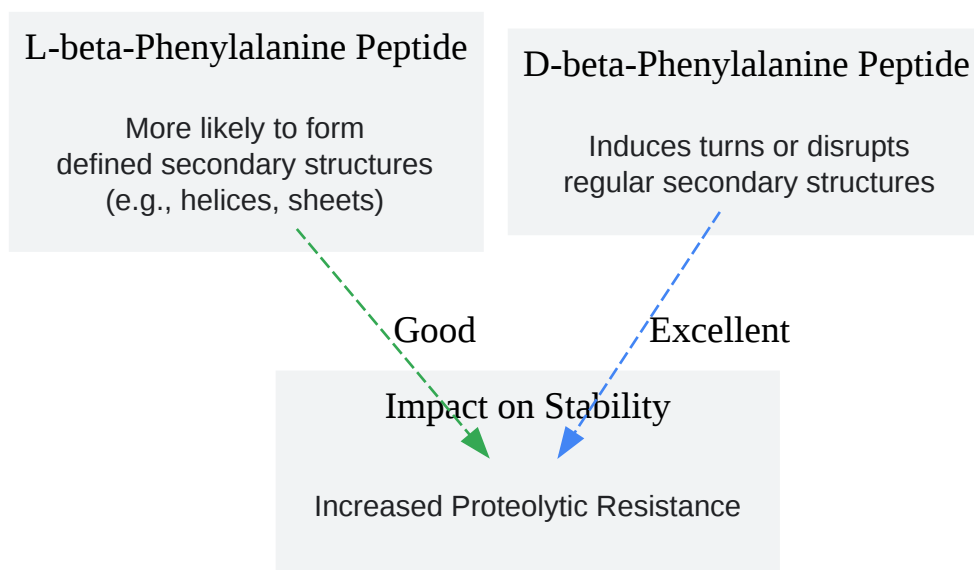 L-beta-Phenylalanine Peptide
More likely to form
defined secondary structures
(e.g., helices, sheets)
D-beta-Phenylalanine Peptide
Induces turns or disrupts
regular secondary structures
Good
Excellent
Impact on Stability
Increased Proteolytic Resistance